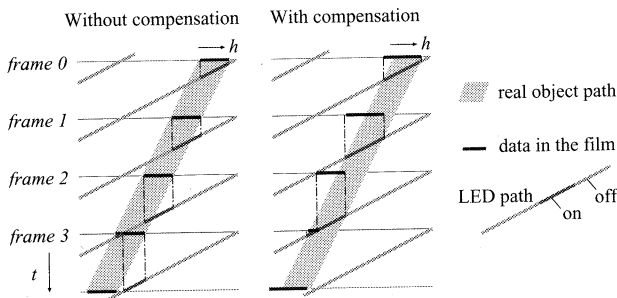 Without compensation
With compensation
h
h
frame 0
frame 1
frame 2
frame 3
t
real object path
data in the film
LED path
on
off